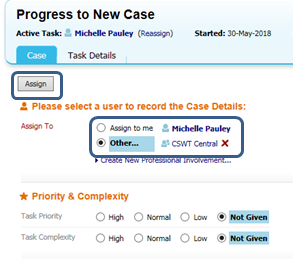 Progress to New Case
Active Task: Michelle Pauley (Reassign) Started: 30-May-2018
Case Task Details
Assign
Please select a user to record the Case Details:
Assign To Assign to me Michelle Pauley
Other... CSWT Central
Create New Professional Involvement...
Priority & Complexity
Task Priority High Normal Low Not Given
Task Complexity High Normal Low Not Given